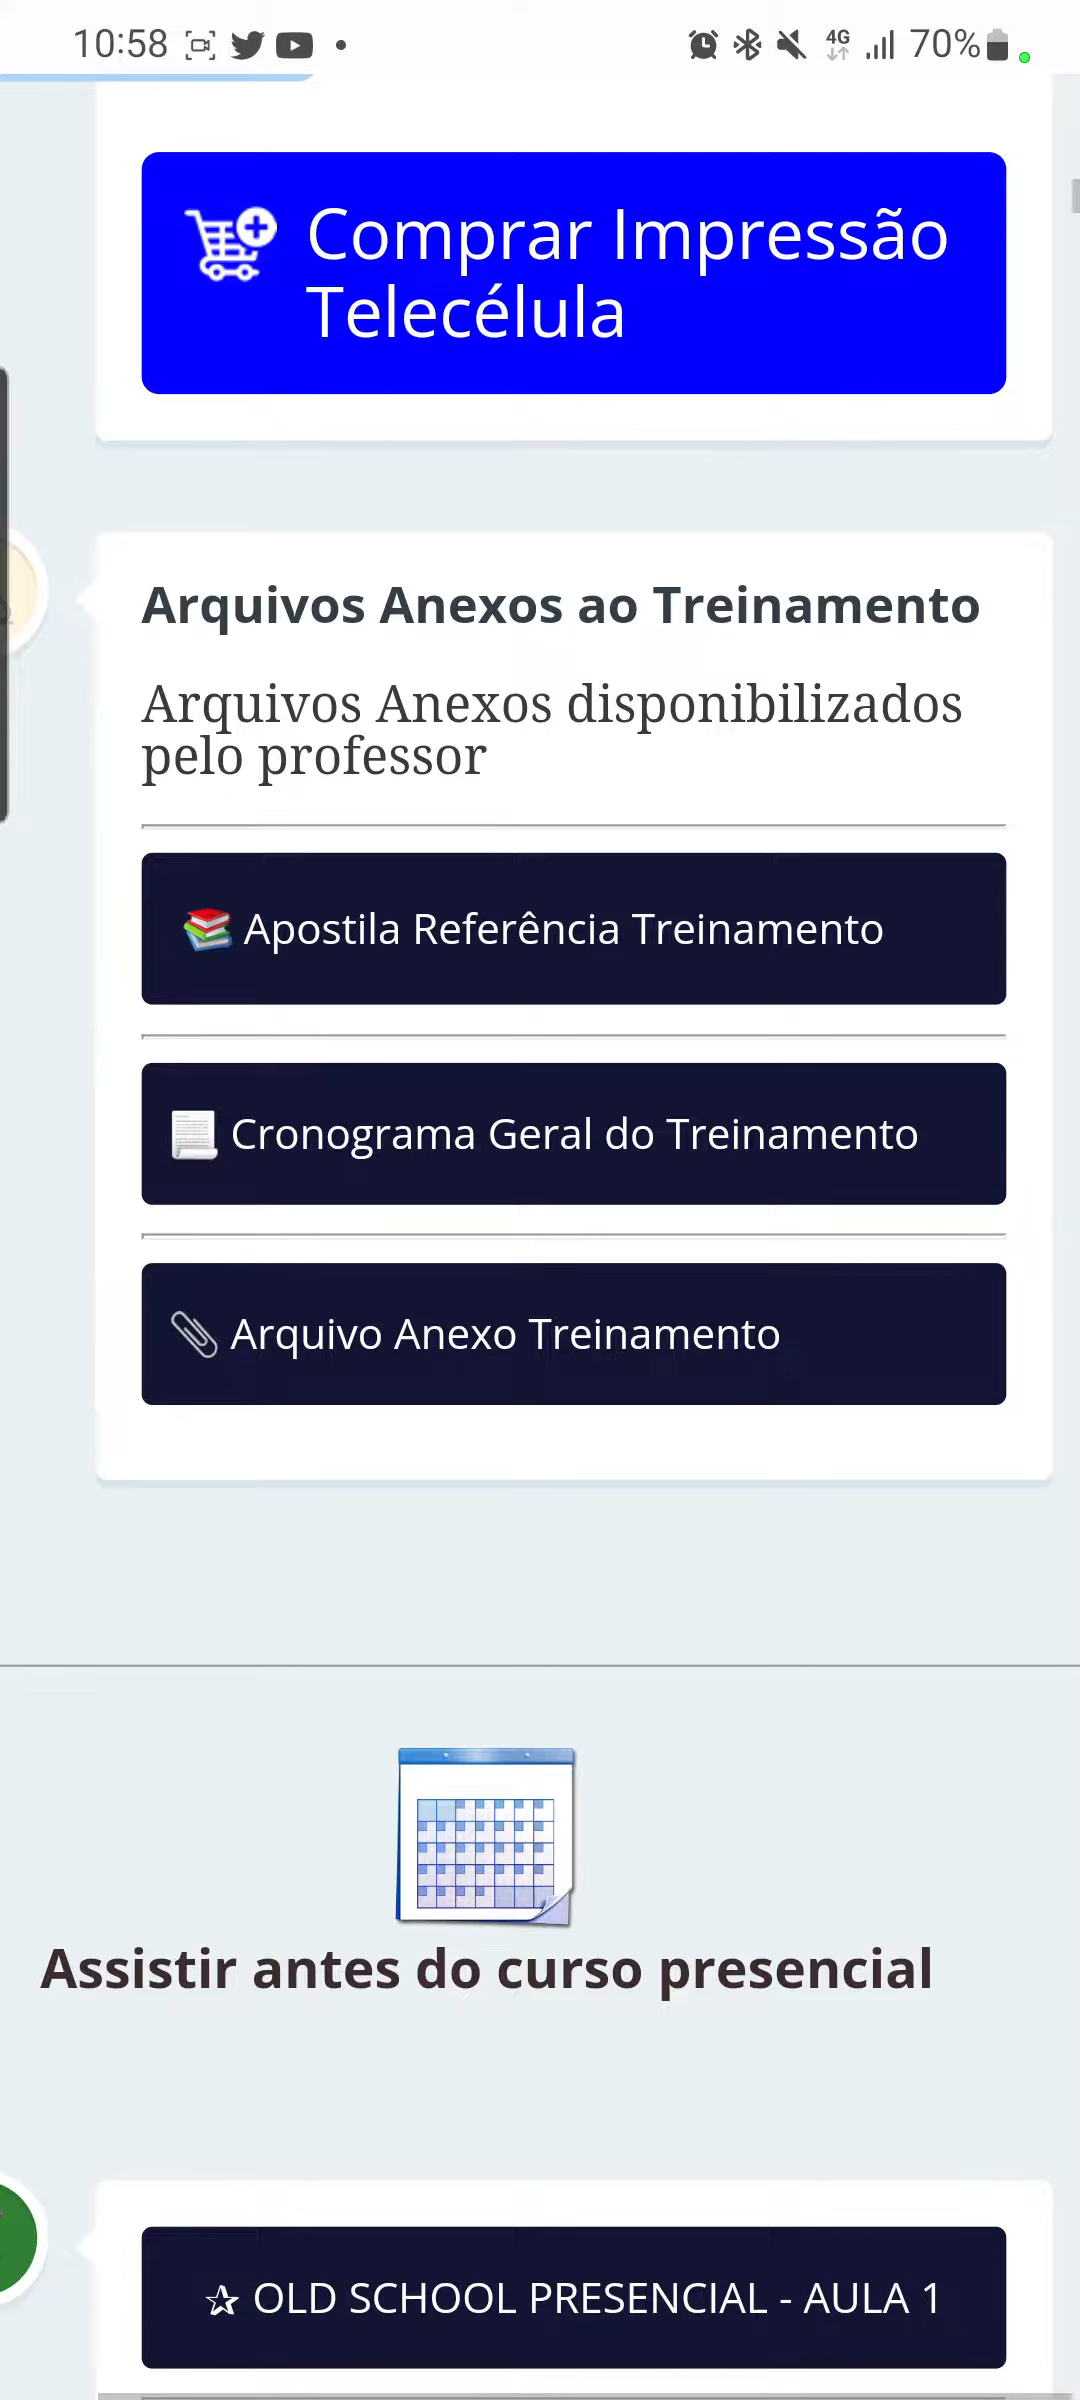 10:58
4G
70%
Comprar Impressão
Telecélula
Arquivos Anexos ao Treinamento
Arquivos Anexos disponibilizados
pelo professor
Apostila Referência Treinamento
Cronograma Geral do Treinamento
Arquivo Anexo Treinamento
Assistir antes do curso presencial
OLD SCHOOL PRESENCIAL - AULA 1